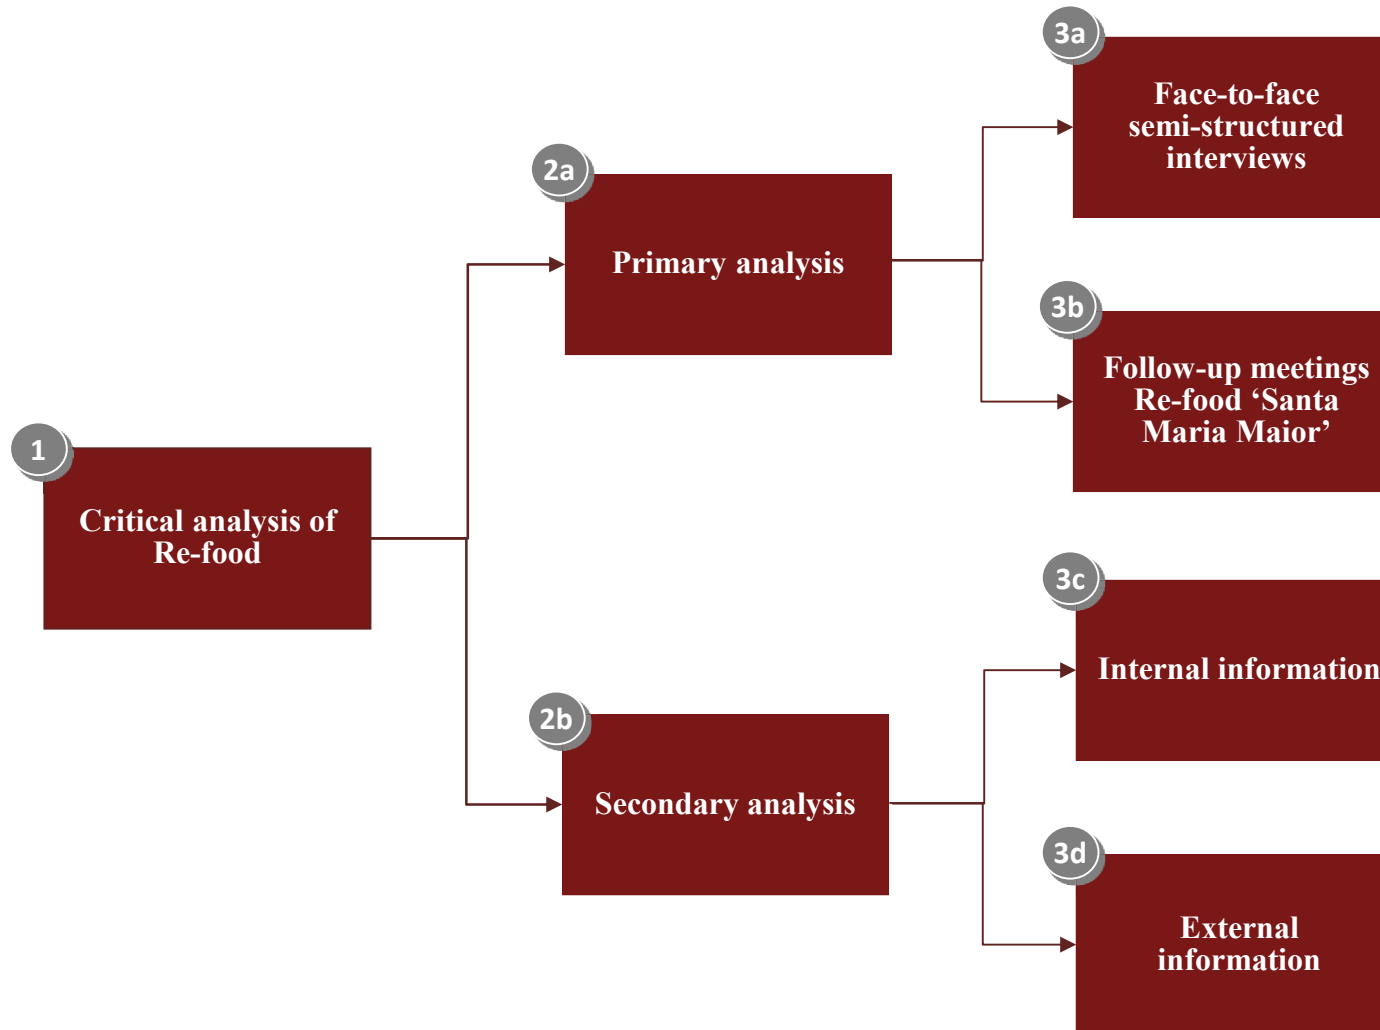 1
Critical analysis of
Re-food
2a
Primary analysis
2b
Secondary analysis
3a
Face-to-face
semi-structured
interviews
3b
Follow-up meetings
Re-food ‘Santa
Maria Maior’
3c
Internal information
3d
External
information